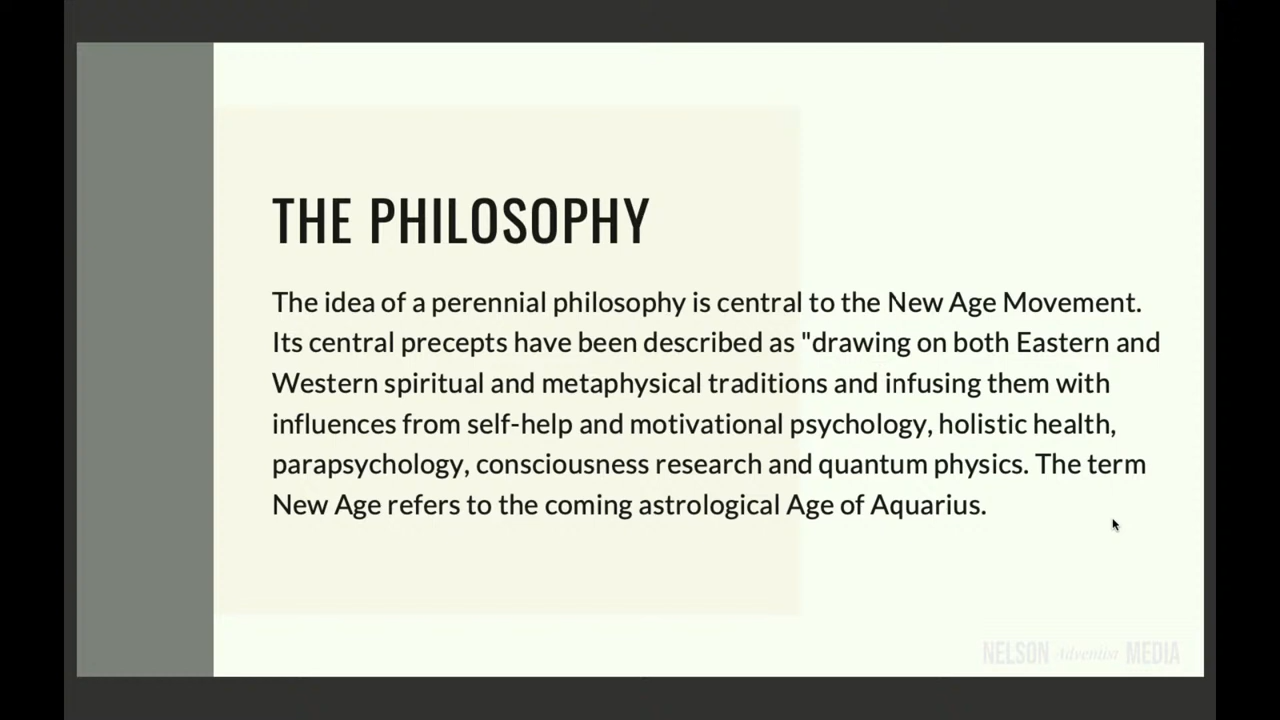 THE PHILOSOPHY
The idea of a perennial philosophy is central to the New Age Movement.
Its central precepts have been described as "drawing on both Eastern and
Western spiritual and metaphysical traditions and infusing them with
influences from self-help and motivational psychology, holistic health,
parapsychology, consciousness research and quantum physics. The term
New Age refers to the coming astrological Age of Aquarius.
NELSON Adventist MEDIA